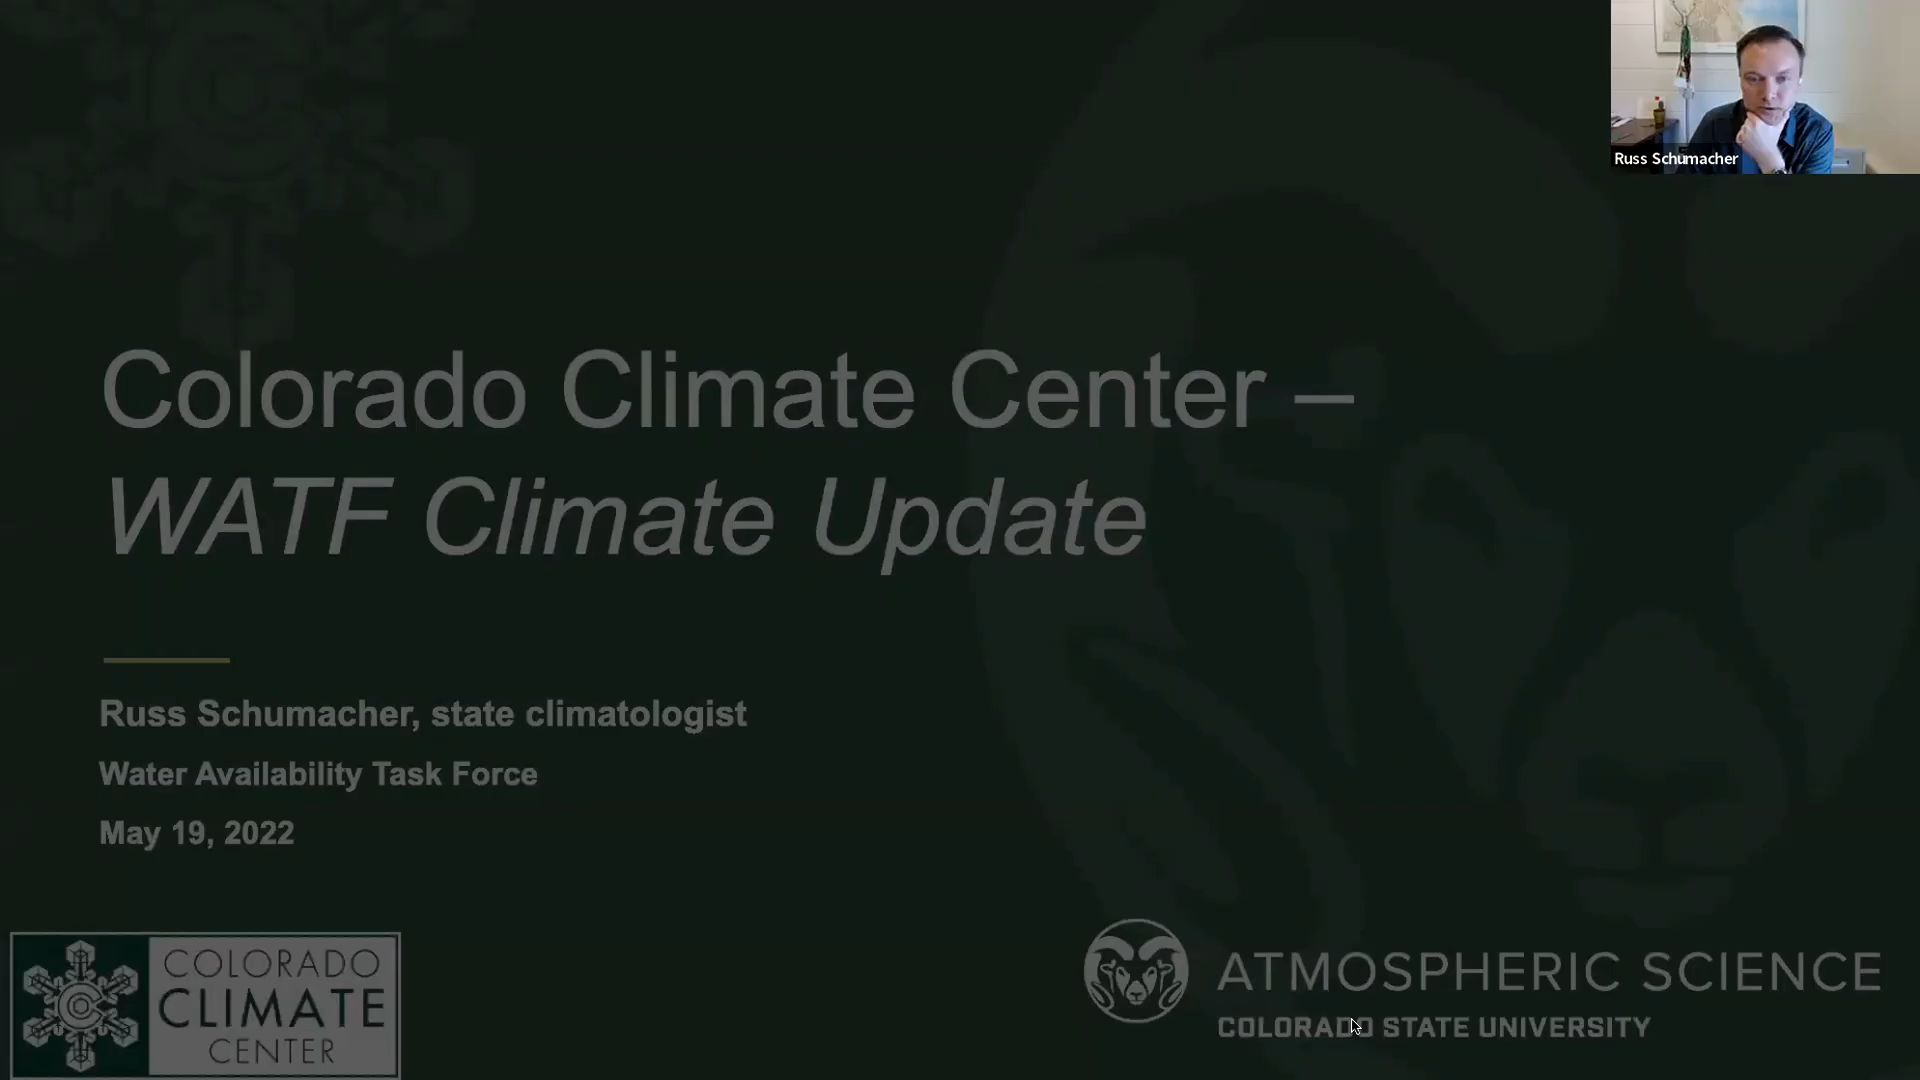 Russ Schumacher
Colorado Climate Center –
WATF Climate Update
Russ Schumacher, state climatologist
Water Availability Task Force
May 19, 2022
COLORADO
CLIMATE
CENTER
ATMOSPHERIC SCIENCE
COLORADO STATE UNIVERSITY